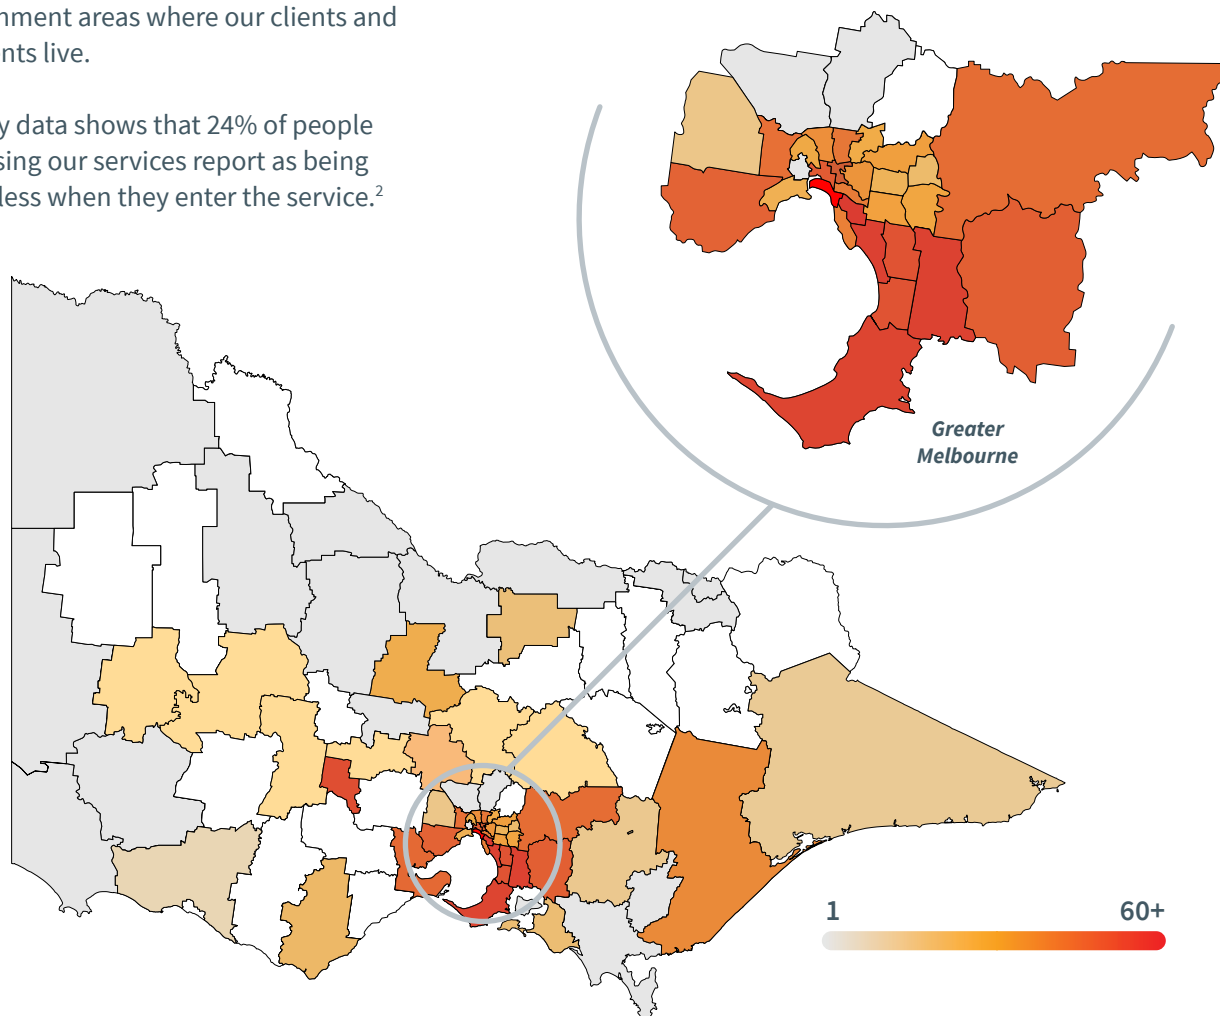 nment areas where our clients and
nts live.
y data shows that 24% of people
sing our services report as being
less when they enter the service.2
Greater
Melbourne
1 60+